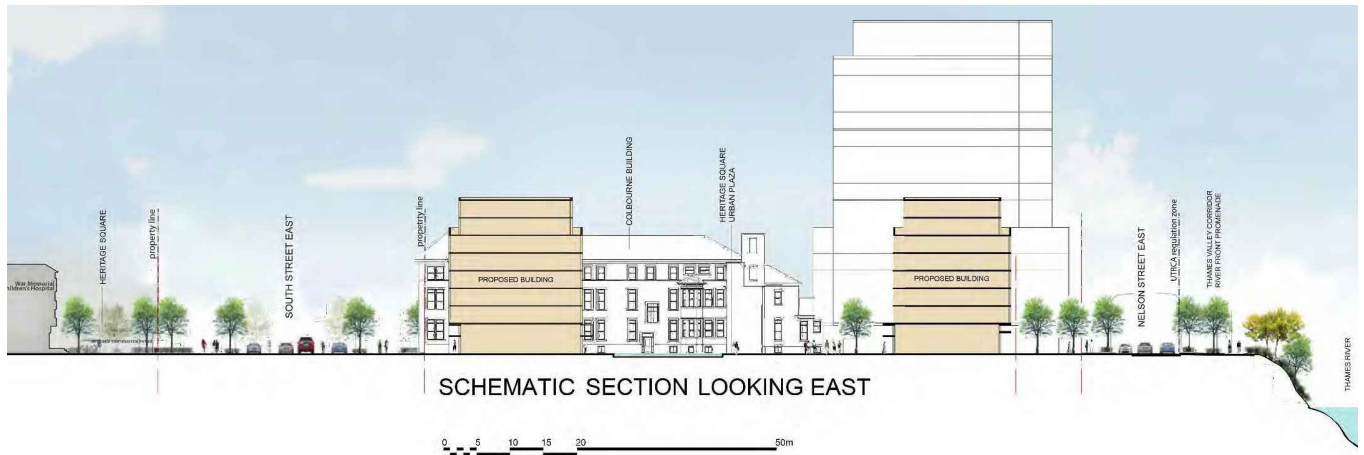 War Memorial
Children's Hospital
HERITAGE SQUARE
property line
SOUTH STREET EAST
propetrty line
PROPOSED BUILDING
COLBOURNE BUILDING
HERITAGE SQUARE
URBAN PLAZA
PROPOSED BUILDING
NELSON STREET EAST
UTRCA regulation zone
THAMES VALLEY CORRIDOR
RIVER FRONT PROMENADE
THAMES RIVER
SCHEMATIC SECTION LOOKING EAST
0 5 10 15 20 50m